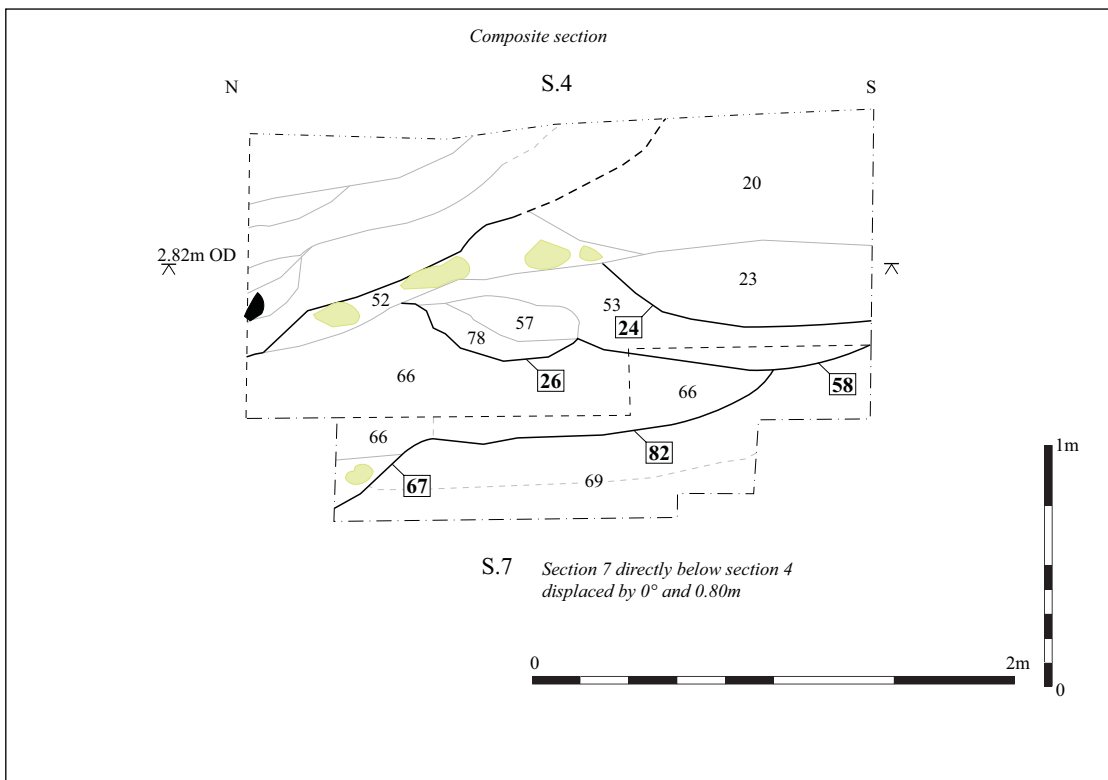 Composite section
N
S.4
S
20
2.82m OD
23
52
53
57
24
78
66
26
66
58
66
82
67
69
S.7
Section 7 directly below section 4
displaced by 0° and 0.80m
1m
0
2m
0